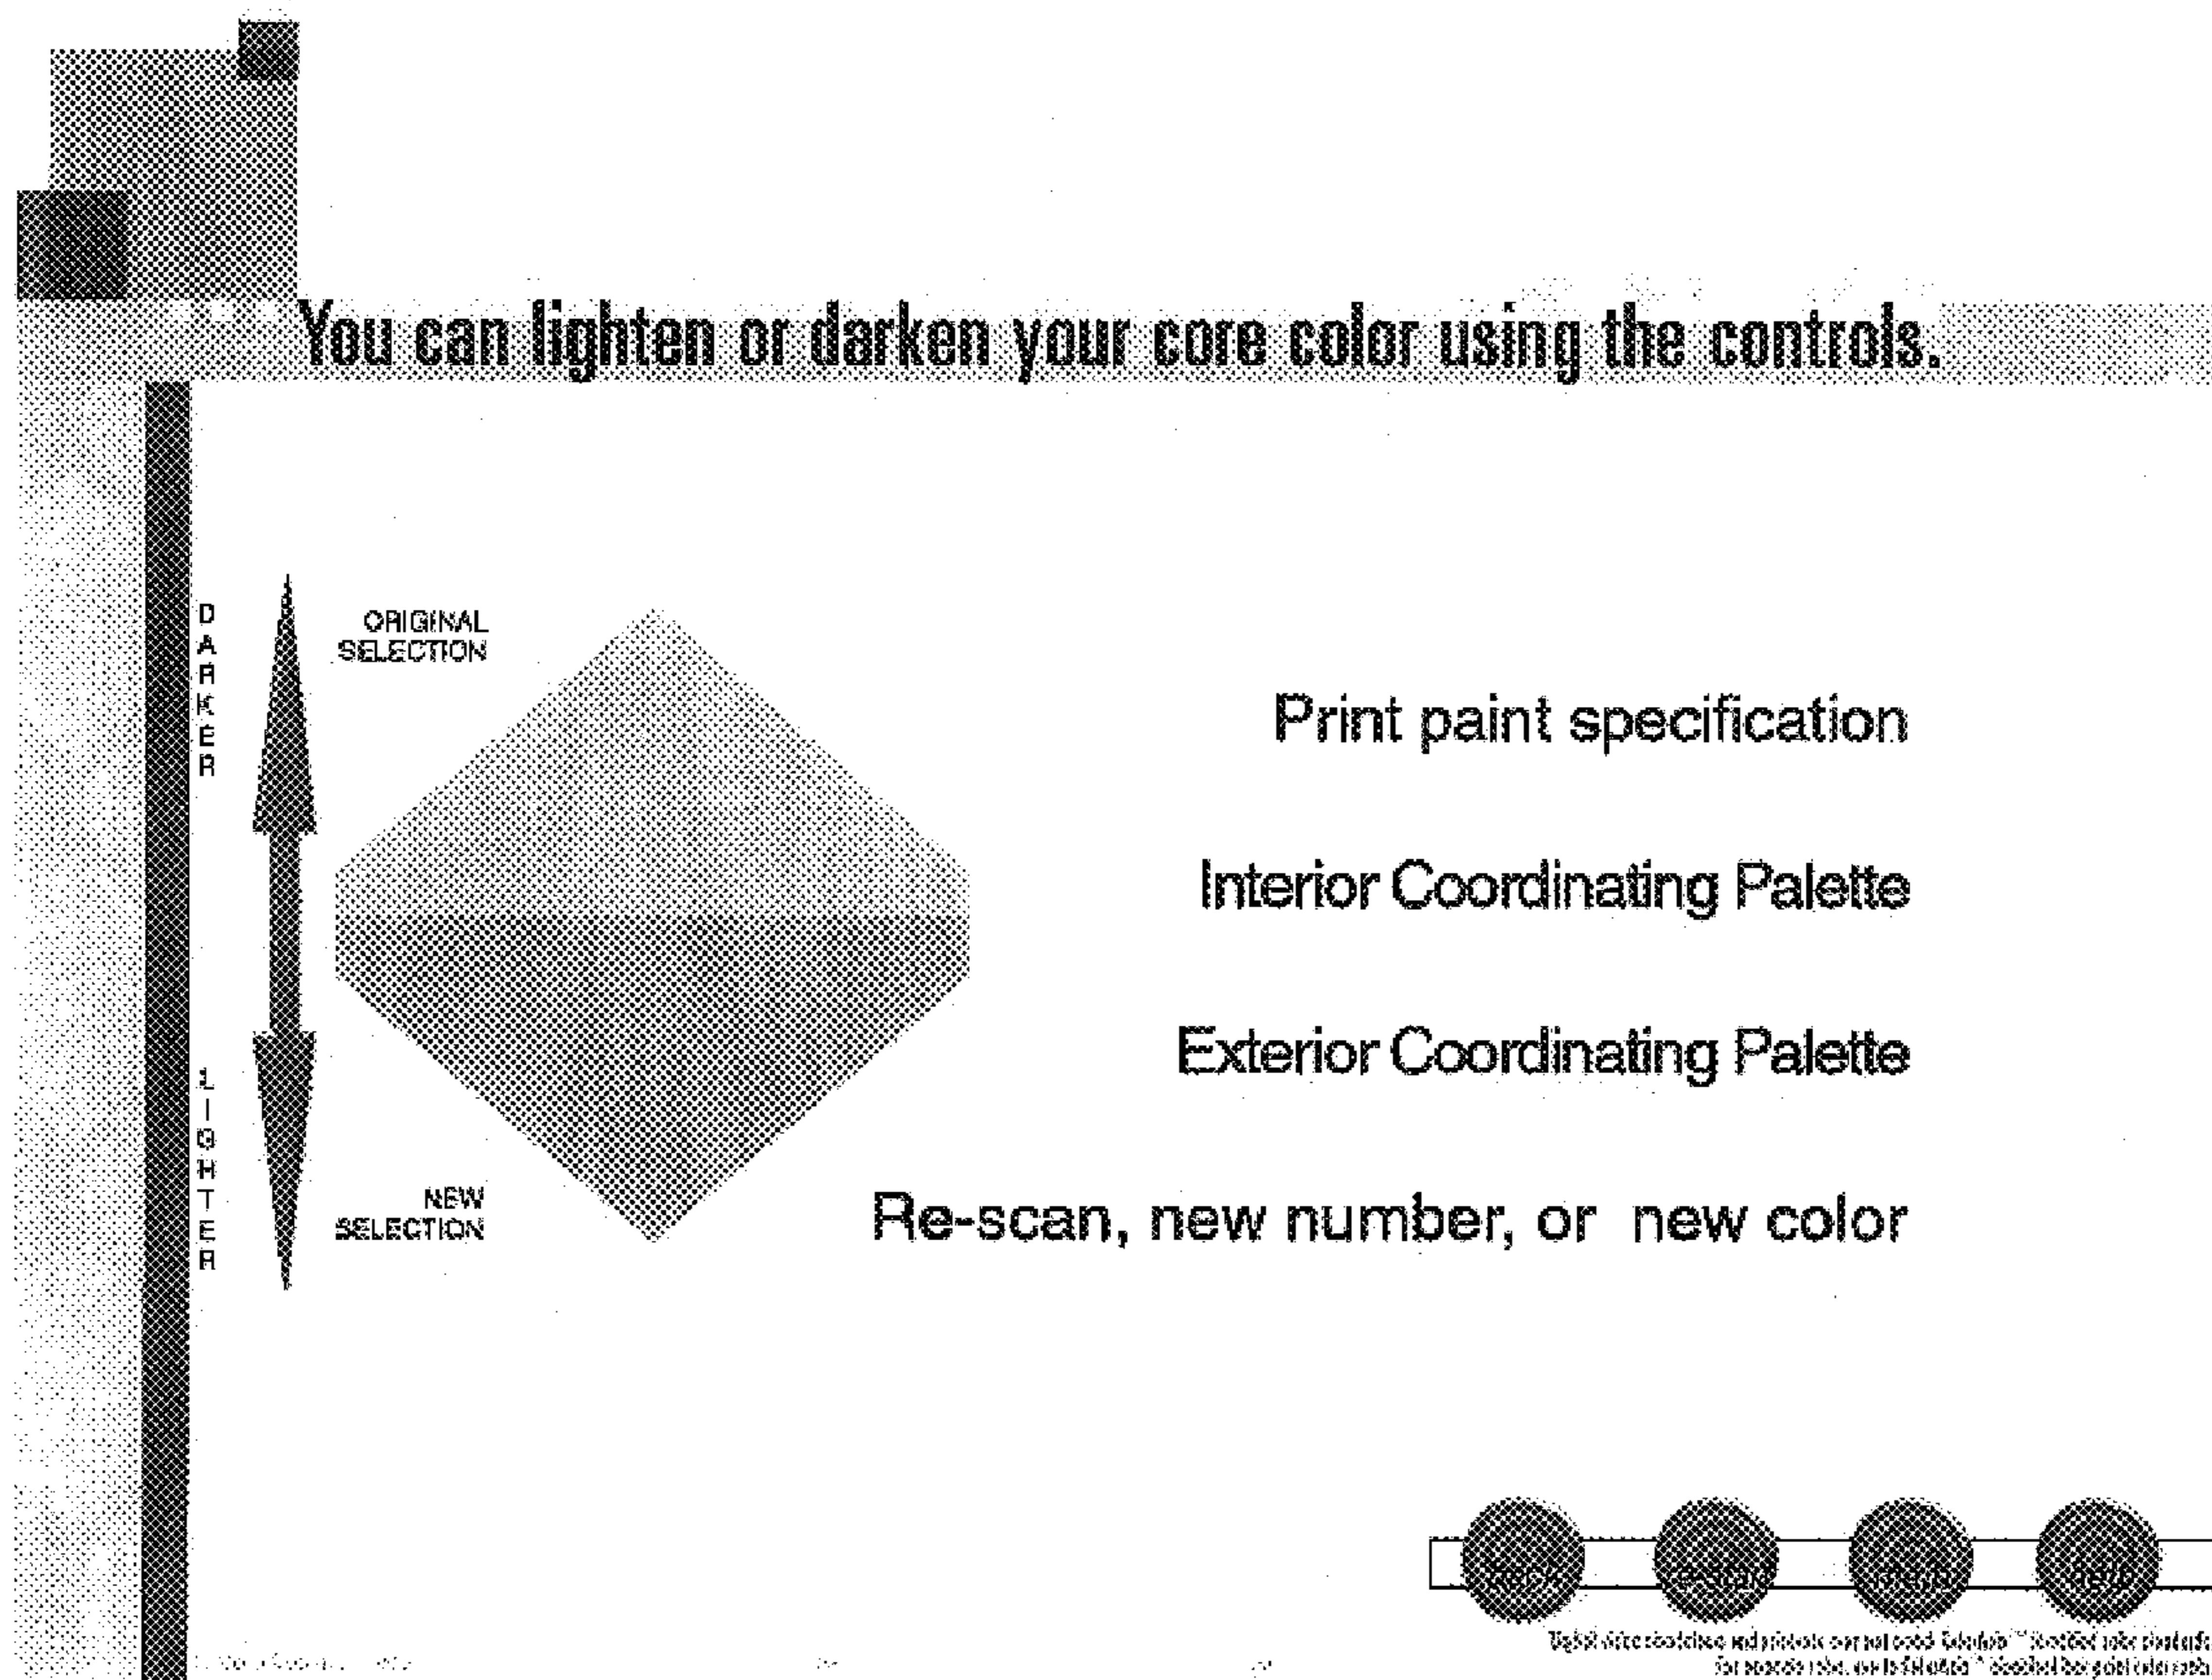 You can lighten or darken your core color using the controls.
DARKER
ORIGINAL
SELECTION
Print paint specification
Interior Coordinating Palette
Exterior Coordinating Palette
LIGHTER
NEW
SELECTION
Re-scan, new number, or new color